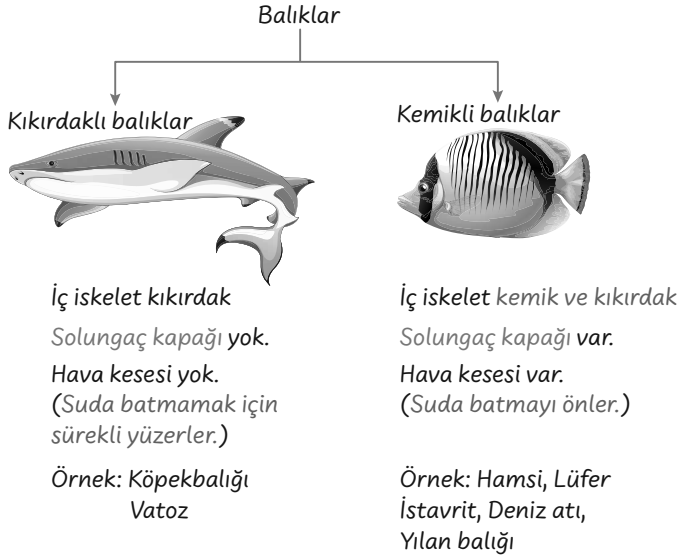 Balıklar
Kıkırdaklı balıklar
İç iskelet kıkırdak
Solungaç kapağı yok.
Hava kesesi yok.
(Suda batmamak için
sürekli yüzerler.)
Örnek: Köpekbalığı
Vatoz
Kemikli balıklar
İç iskelet kemik ve kıkırdak
Solungaç kapağı var.
Hava kesesi var.
(Suda batmayı önler.)
Örnek: Hamsi, Lüfer
İstavrit, Deniz atı,
Yılan balığı